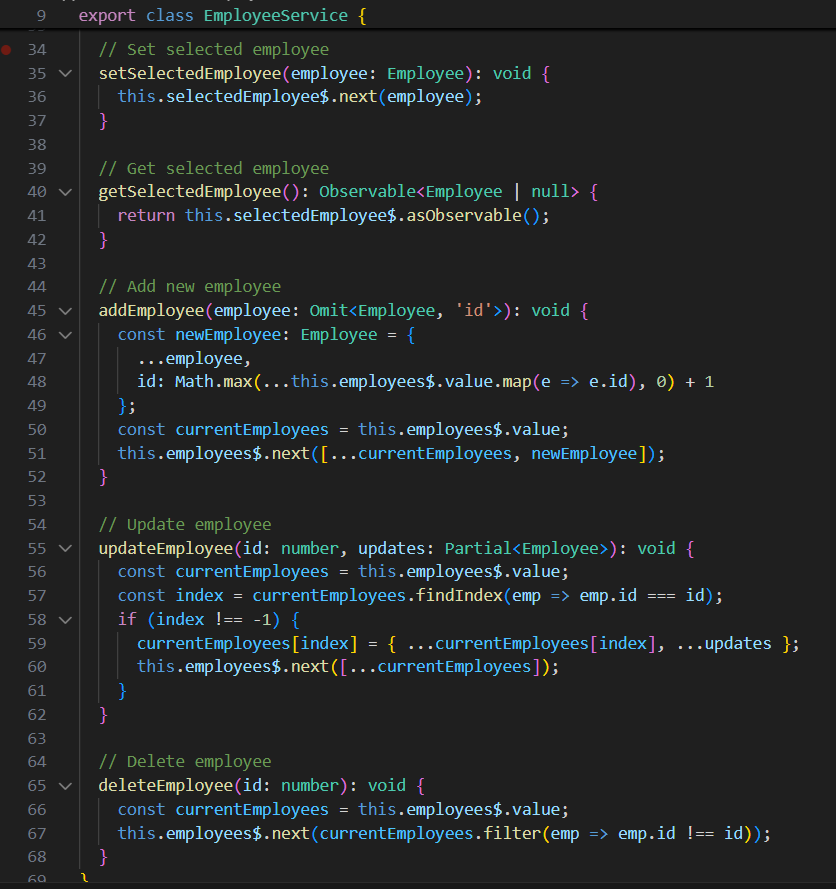 9 export class EmployeeService {
34 // Set selected employee
35 setSelectedEmployee(employee: Employee): void {
36 this.selectedEmployee$.next(employee);
37 }
38
39 // Get selected employee
40 getSelectedEmployee(): Observable<Employee | null> {
41 return this.selectedEmployee$.asObservable();
42 }
43
44 // Add new employee
45 addEmployee(employee: Omit<Employee, 'id'>): void {
46 const newEmployee: Employee = {
47 ...employee,
48 id: Math.max(...this.employees$.value.map(e => e.id), 0) + 1
49 };
50 const currentEmployees = this.employees$.value;
51 this.employees$.next([...currentEmployees, newEmployee]);
52 }
53
54 // Update employee
55 updateEmployee(id: number, updates: Partial<Employee>): void {
56 const currentEmployees = this.employees$.value;
57 const index = currentEmployees.findIndex(emp => emp.id === id);
58 if (index !== -1) {
59 currentEmployees[index] = { ...currentEmployees[index], ...updates };
60 this.employees$.next([...currentEmployees]);
61 }
62 }
63
64 // Delete employee
65 deleteEmployee(id: number): void {
66 const currentEmployees = this.employees$.value;
67 this.employees$.next(currentEmployees.filter(emp => emp.id !== id));
68 }
69 }